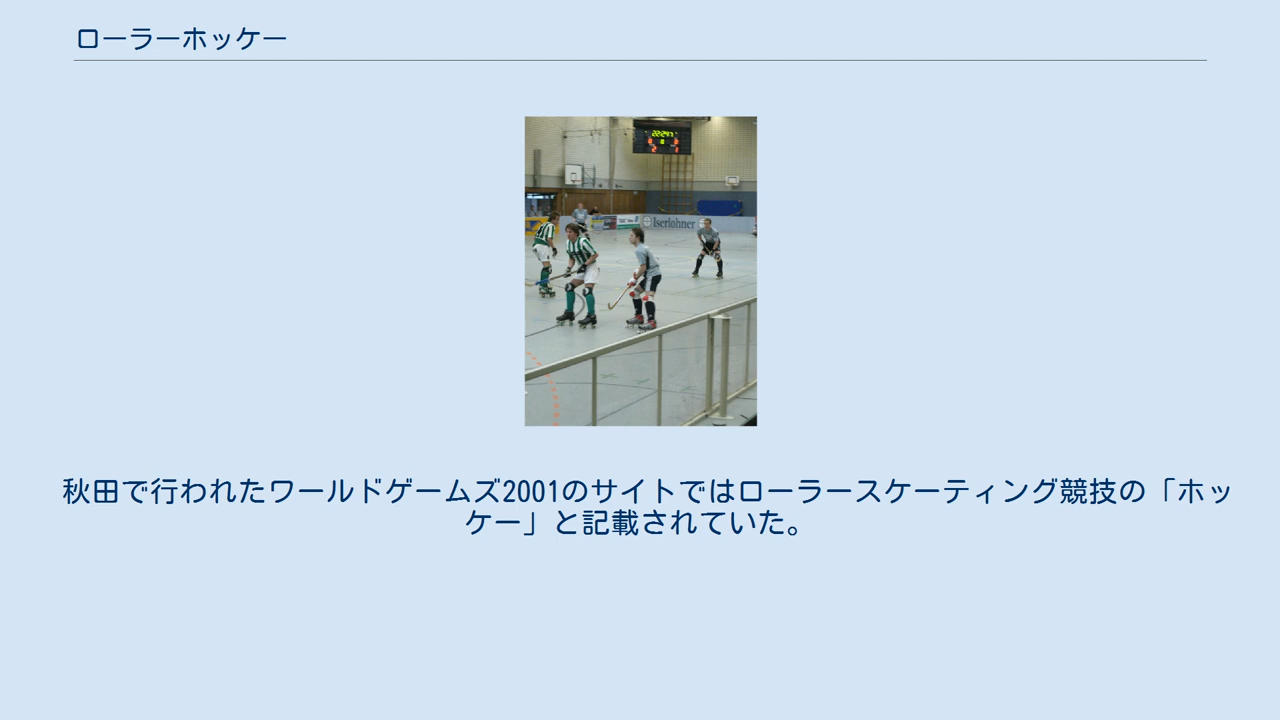 ローラーホッケー
22:24
Iserlohner
秋田で行われたワールドゲームズ2001のサイトではローラースケーティング競技の「ホッ
ケー」と記載されていた。